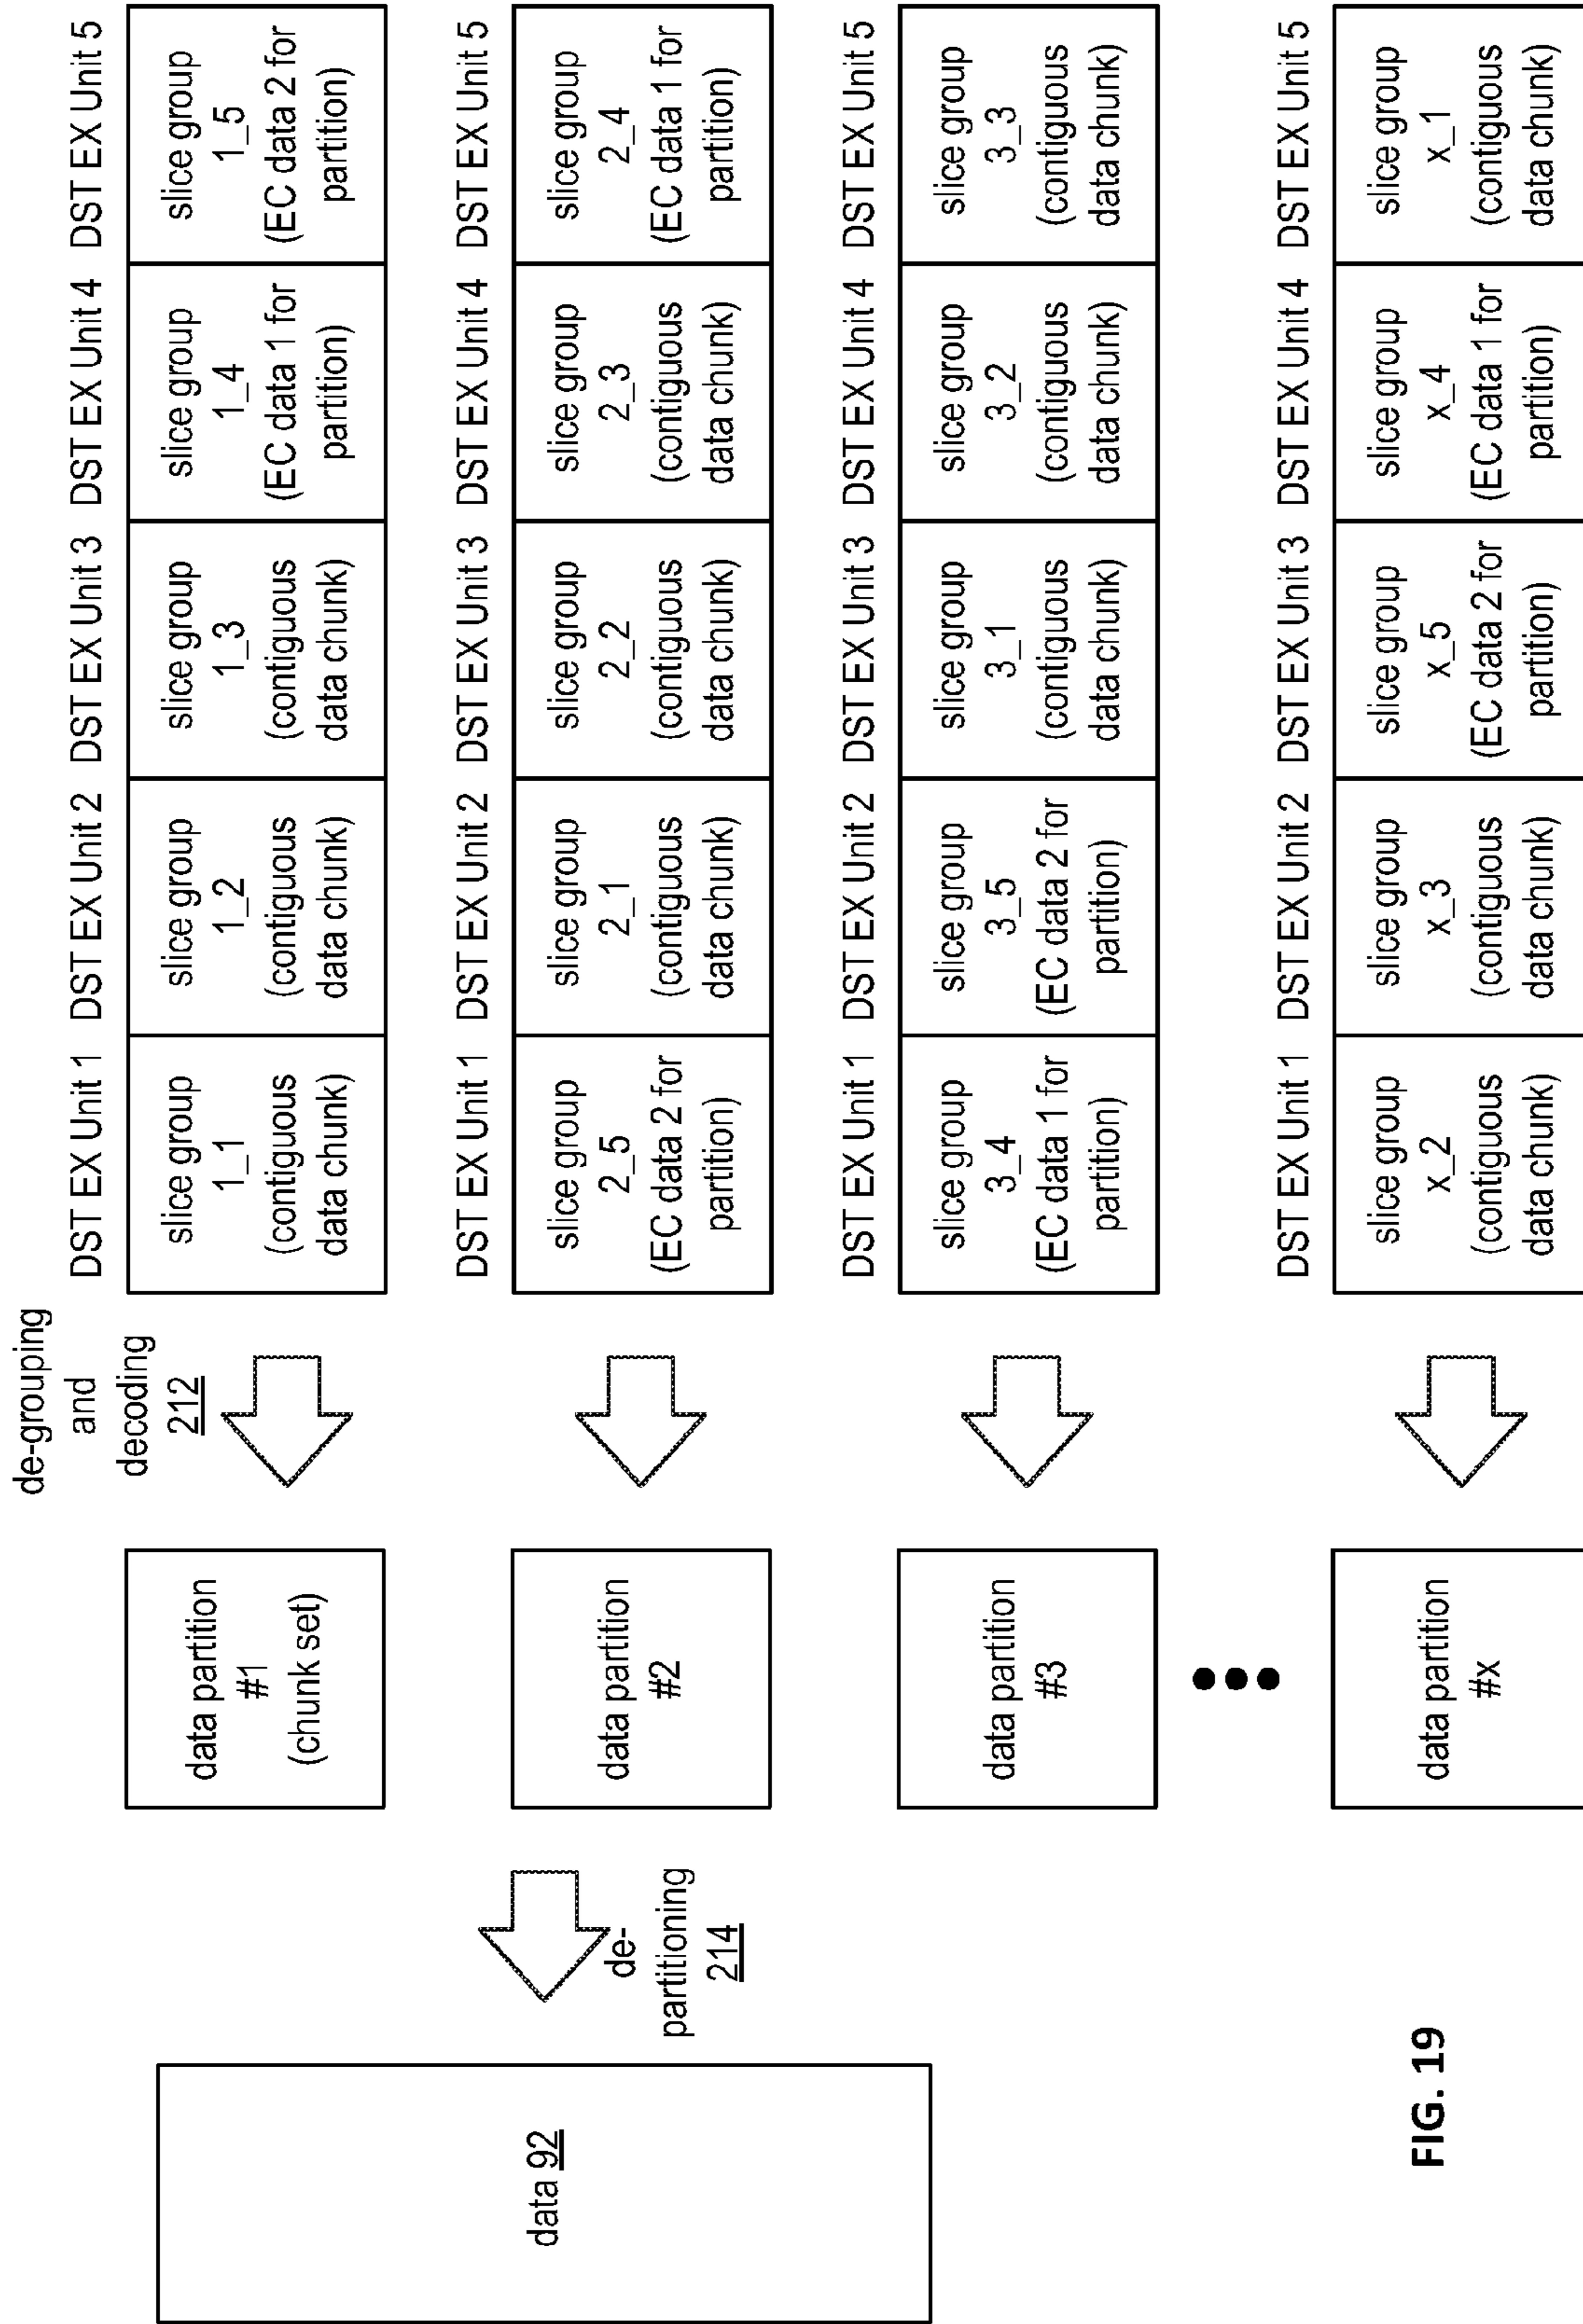 de-grouping
and
decoding
212
DST EX Unit 1 DST EX Unit 2 DST EX Unit 3 DST EX Unit 4 DST EX Unit 5
data partition
#1
(chunk set)
slice group
1_1
(contiguous
data chunk)
slice group
1_2
(contiguous
data chunk)
slice group
1_3
(contiguous
data chunk)
slice group
1_4
(EC data 1 for
partition)
slice group
1_5
(EC data 2 for
partition)
data 92
de-
partitioning
214
DST EX Unit 1 DST EX Unit 2 DST EX Unit 3 DST EX Unit 4 DST EX Unit 5
data partition
#2
slice group
2_5
(EC data 2 for
partition)
slice group
2_1
(contiguous
data chunk)
slice group
2_2
(contiguous
data chunk)
slice group
2_3
(contiguous
data chunk)
slice group
2_4
(EC data 1 for
partition)
DST EX Unit 1 DST EX Unit 2 DST EX Unit 3 DST EX Unit 4 DST EX Unit 5
data partition
#3
slice group
3_4
(EC data 1 for
partition)
slice group
3_5
(EC data 2 for
partition)
slice group
3_1
(contiguous
data chunk)
slice group
3_2
(contiguous
data chunk)
slice group
3_3
(contiguous
data chunk)
DST EX Unit 1 DST EX Unit 2 DST EX Unit 3 DST EX Unit 4 DST EX Unit 5
data partition
#x
slice group
x_2
(contiguous
data chunk)
slice group
x_3
(contiguous
data chunk)
slice group
x_5
(EC data 2 for
partition)
slice group
x_4
(EC data 1 for
partition)
slice group
x_1
(contiguous
data chunk)
FIG. 19